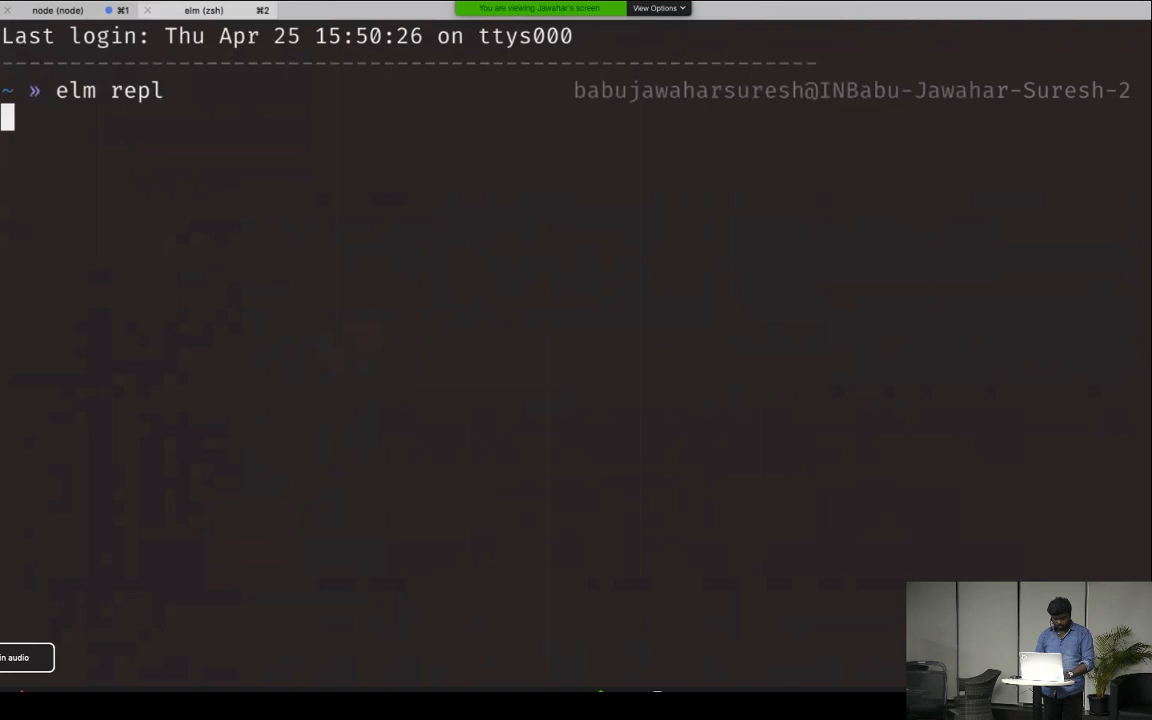 node (node) ⌘1 elm (zsh) ⌘2 You are viewing Jawahar's screen View Options
Last login: Thu Apr 25 15:50:26 on ttys000
------------------------------------------------------------
~ » elm repl babujawaharsuresh@INBabu-Jawahar-Suresh-2
in audio